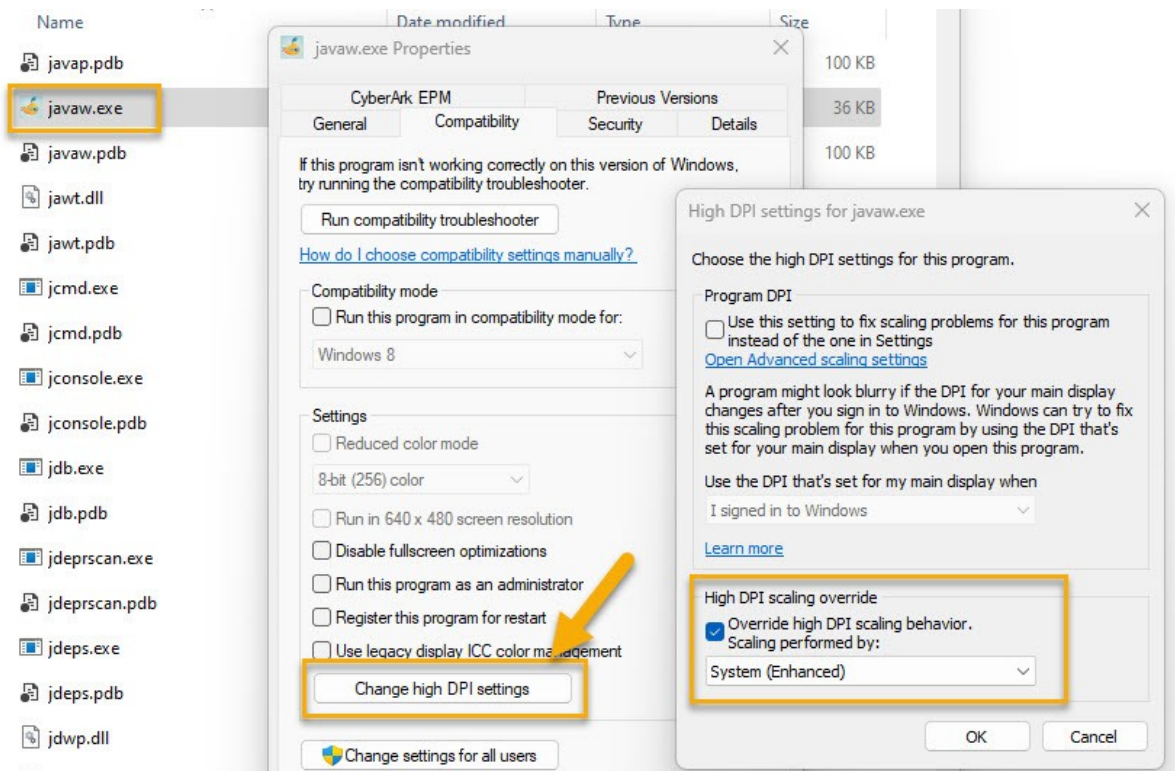 Name
Date modified
Type
Size
javap.pdb
100 KB
javaw.exe
36 KB
javaw.pdb
100 KB
jawt.dll
jawt.pdb
jcmd.exe
jcmd.pdb
jconsole.exe
jconsole.pdb
jdb.exe
jdb.pdb
jdeprscan.exe
jdeprscan.pdb
jdeps.exe
jdeps.pdb
jdwp.dll
javaw.exe Properties
CyberArk EPM
Previous Versions
General
Compatibility
Security
Details
If this program isn't working correctly on this version of Windows,
try running the compatibility troubleshooter.
Run compatibility troubleshooter
How do I choose compatibility settings manually?
Compatibility mode
Run this program in compatibility mode for:
Windows 8
Settings
Reduced color mode
8-bit (256) color
Run in 640 x 480 screen resolution
Disable fullscreen optimizations
Run this program as an administrator
Register this program for restart
Use legacy display ICC color management
Change high DPI settings
Change settings for all users
High DPI settings for javaw.exe
Choose the high DPI settings for this program.
Program DPI
Use this setting to fix scaling problems for this program
instead of the one in Settings
Open Advanced scaling settings
A program might look blurry if the DPI for your main display
changes after you sign in to Windows. Windows can try to fix
this scaling problem for this program by using the DPI that's
set for your main display when you open this program.
Use the DPI that's set for my main display when
I signed in to Windows
Learn more
High DPI scaling override
Override high DPI scaling behavior.
Scaling performed by:
System (Enhanced)
OK
Cancel